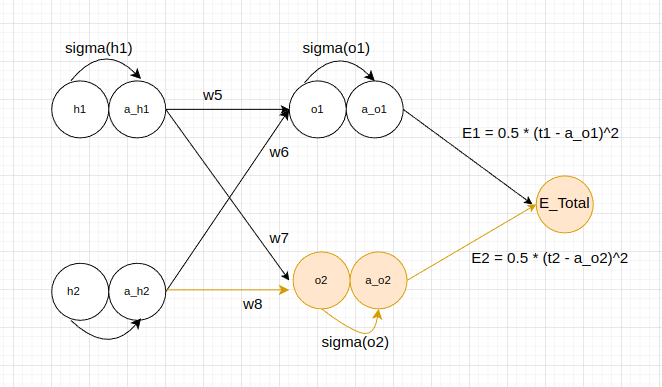 sigma(h1)
sigma(o1)
h1
a_h1
w5
o1
a_o1
E1 = 0.5 * (t1 - a_o1)^2
w6
E_Total
w7
E2 = 0.5 * (t2 - a_o2)^2
h2
a_h2
w8
o2
a_o2
sigma(o2)